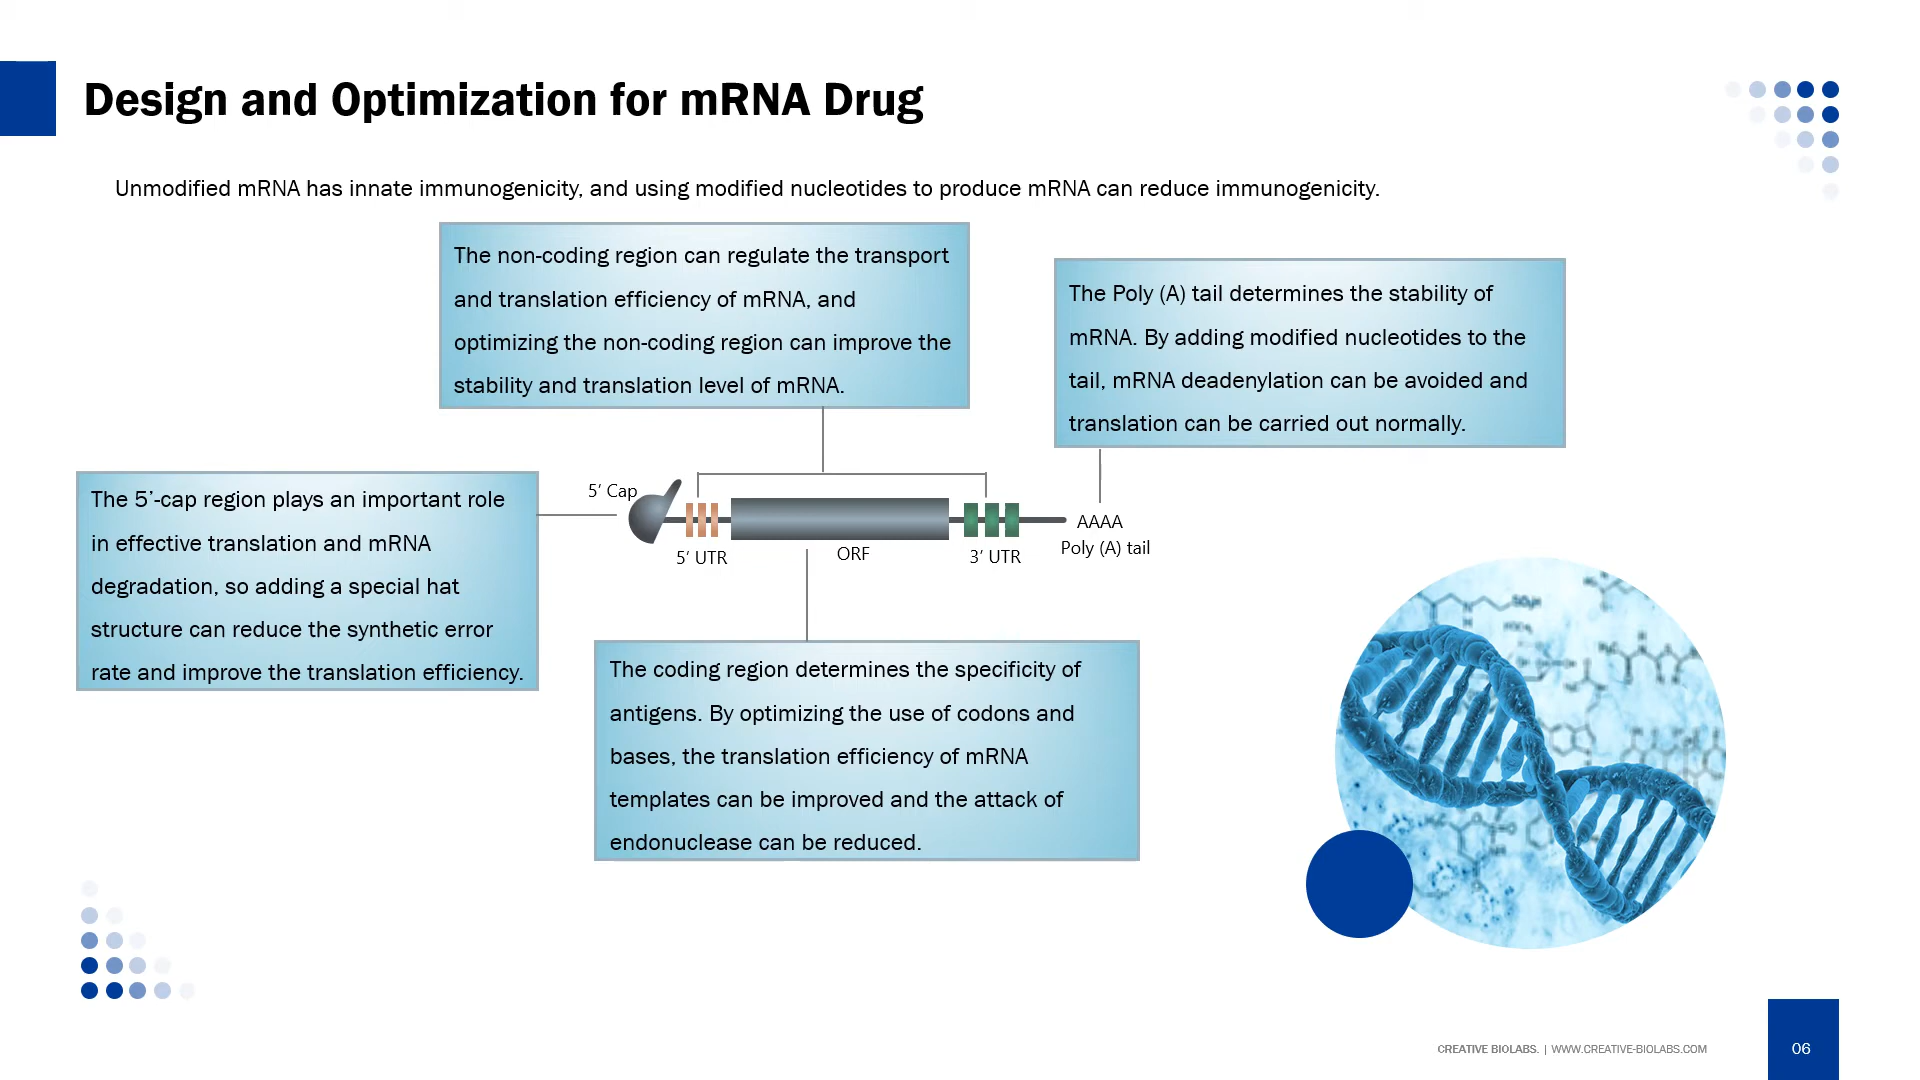 Design and Optimization for mRNA Drug
Unmodified mRNA has innate immunogenicity, and using modified nucleotides to produce mRNA can reduce immunogenicity.
The non-coding region can regulate the transport
and translation efficiency of mRNA, and
optimizing the non-coding region can improve the
stability and translation level of mRNA.
The Poly (A) tail determines the stability of
mRNA. By adding modified nucleotides to the
tail, mRNA deadenylation can be avoided and
translation can be carried out normally.
The 5’-cap region plays an important role
in effective translation and mRNA
degradation, so adding a special hat
structure can reduce the synthetic error
rate and improve the translation efficiency.
5’ Cap
5’ UTR
ORF
3’ UTR
AAAA
Poly (A) tail
The coding region determines the specificity of
antigens. By optimizing the use of codons and
bases, the translation efficiency of mRNA
templates can be improved and the attack of
endonuclease can be reduced.
CREATIVE BIOLABS. | WWW.CREATIVE-BIOLABS.COM
06